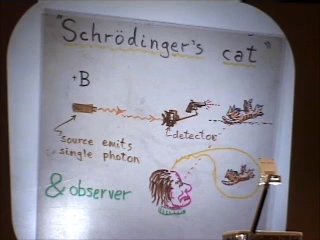 "Schrödinger's cat"
+B
detector
source emits
single photon
& observer